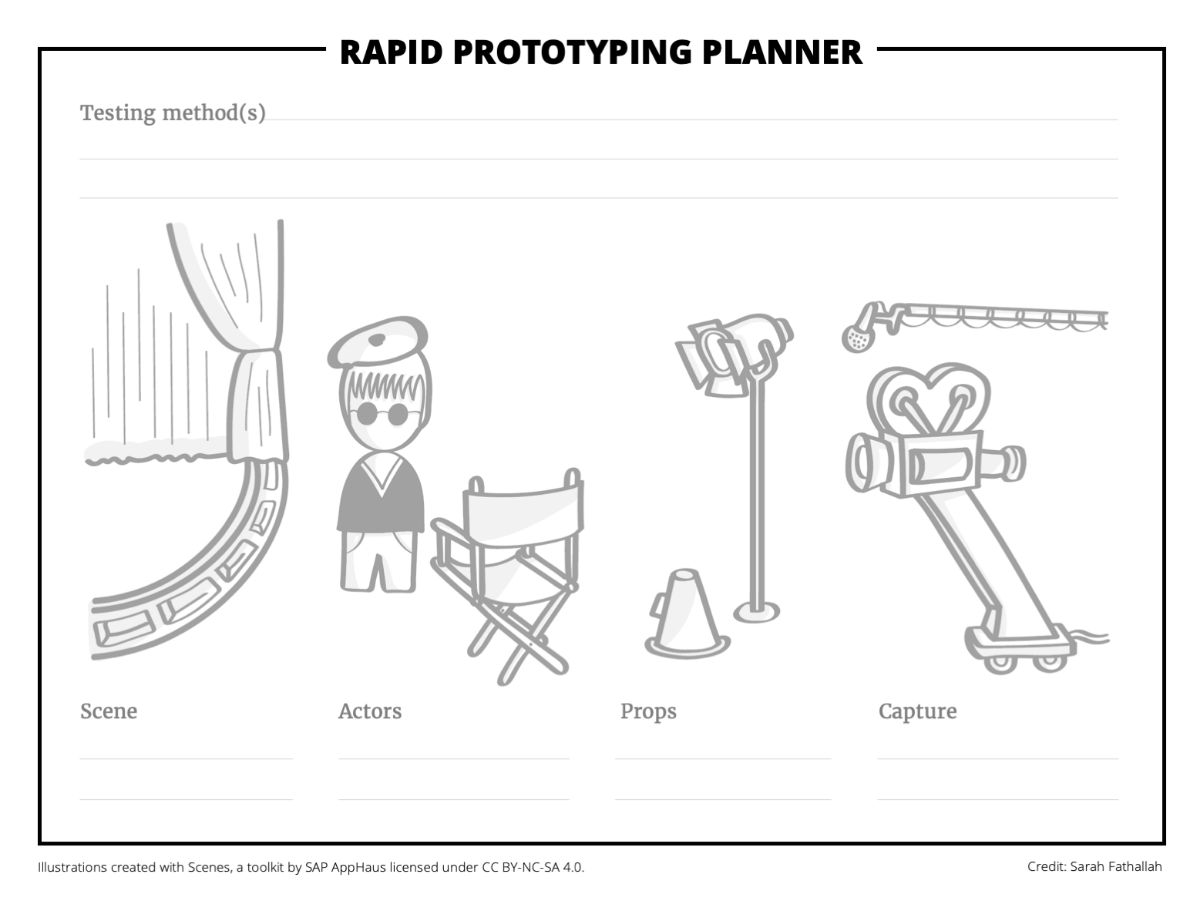 RAPID PROTOTYPING PLANNER
Testing method(s)
Scene
Actors
Props
Capture
Illustrations created with Scenes, a toolkit by SAP AppHaus licensed under CC BY-NC-SA 4.0.
Credit: Sarah Fathallah